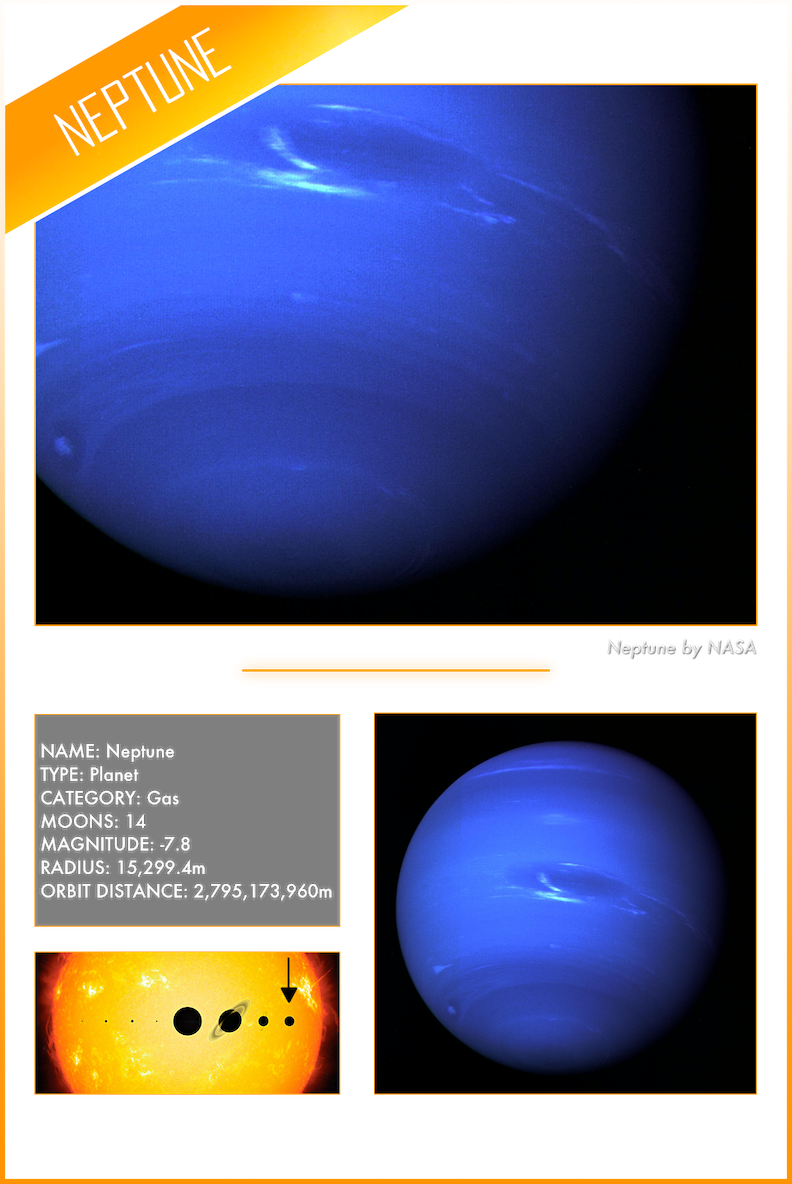 NEPTUNE
Neptune by NASA
NAME: Neptune
TYPE: Planet
CATEGORY: Gas
MOONS: 14
MAGNITUDE: -7.8
RADIUS: 15,299.4m
ORBIT DISTANCE: 2,795,173,960m